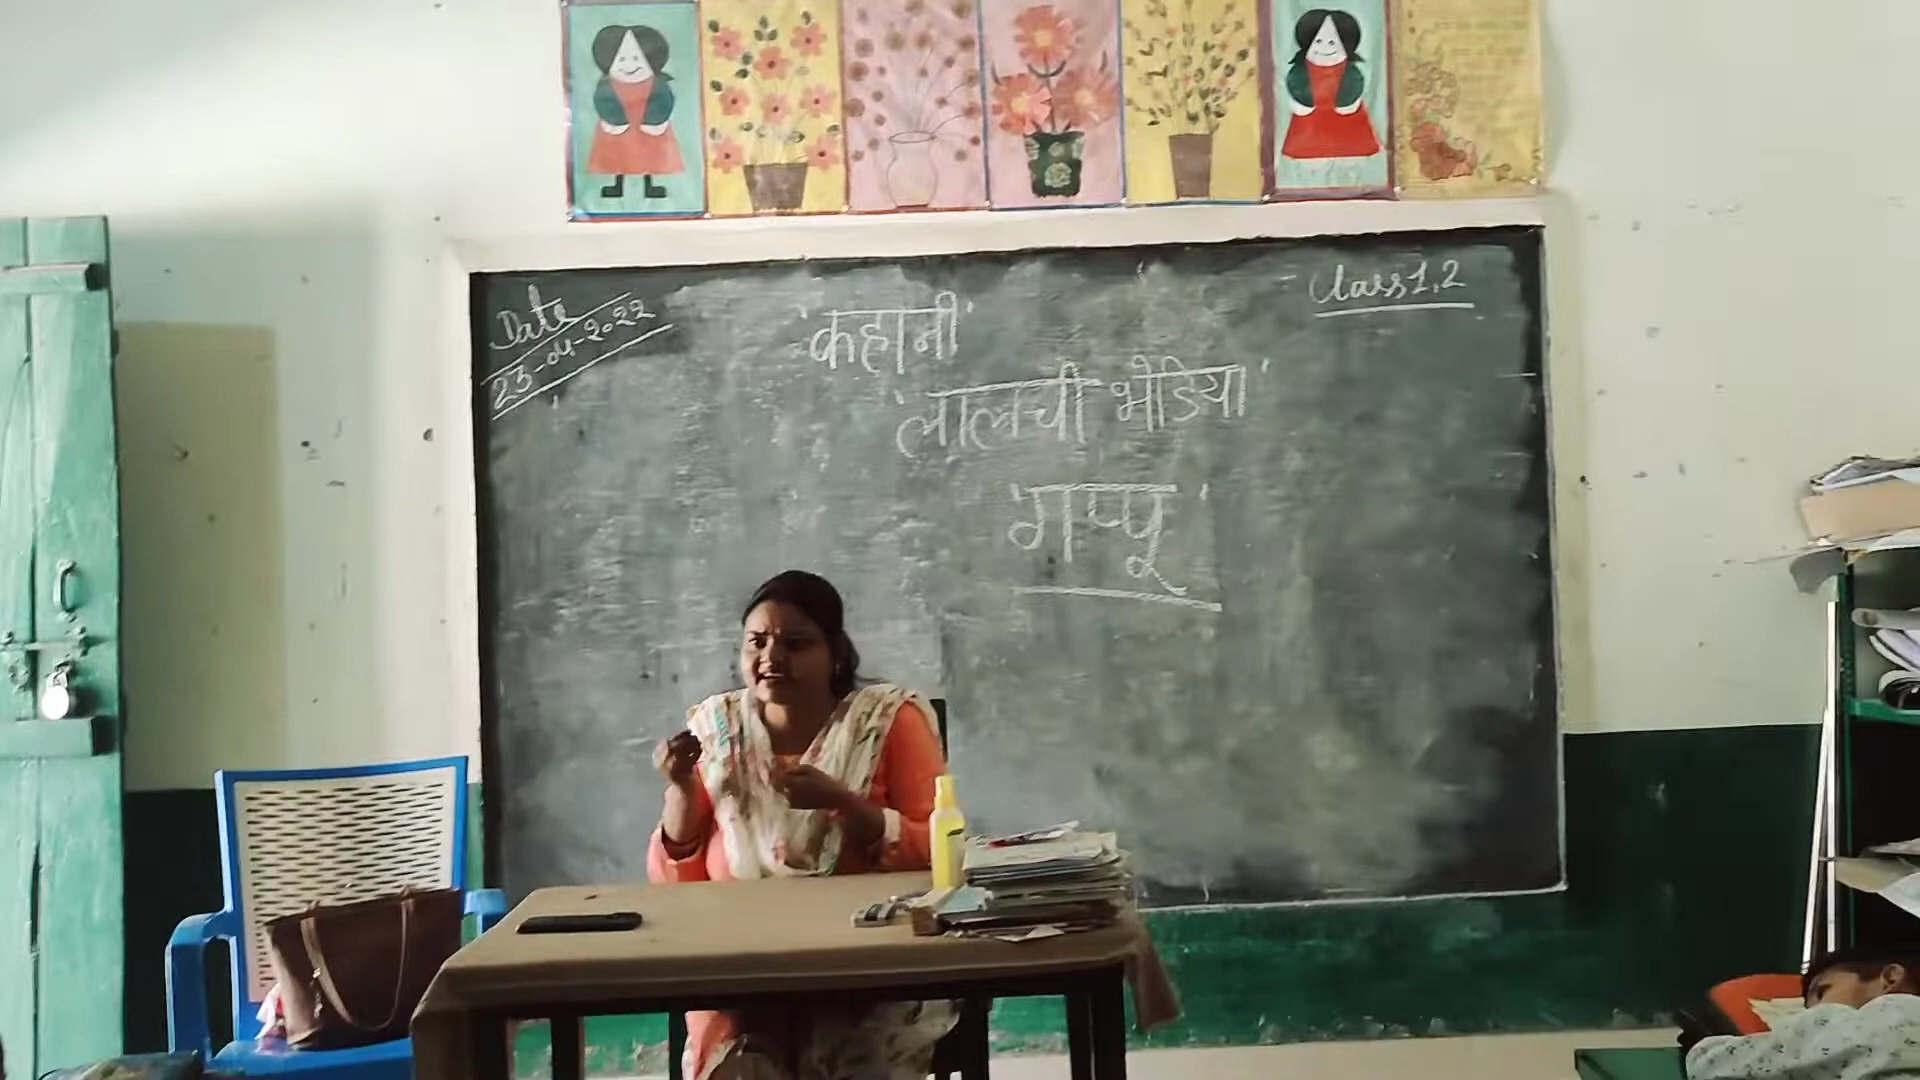 Date
23-04-2022
Class 1,2
'कहानी'
'लालची भेडिया'
'गप्पू'